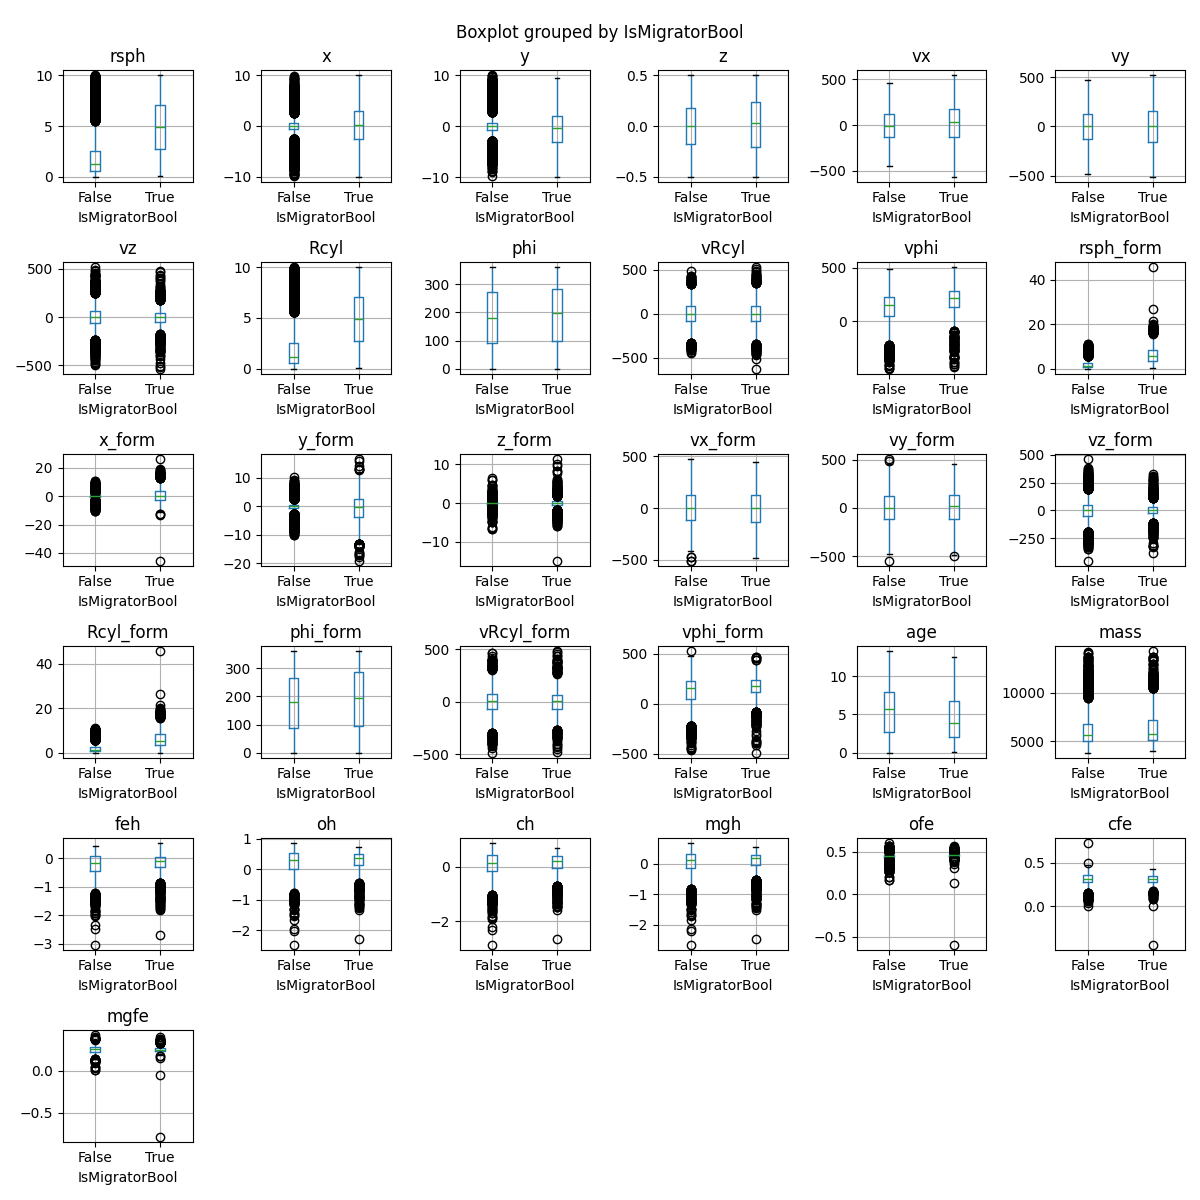 Boxplot grouped by IsMigratorBool
rsph x y z vx vy
10 10 10 0.5 500 500
5 0 0 0.0 0 0
0 −10 −10 −0.5 −500 −500
False True False True False True False True False True False True
IsMigratorBool IsMigratorBool IsMigratorBool IsMigratorBool IsMigratorBool IsMigratorBool
vz Rcyl phi vRcyl vphi rsph_form
500 10 300 500 500 40
0 5 200 0 0 20
−500 0 100 −500 0
0
False True False True False True False True False True False True
IsMigratorBool IsMigratorBool IsMigratorBool IsMigratorBool IsMigratorBool IsMigratorBool
x_form y_form z_form vx_form vy_form vz_form
20 10 10 500 500 500
0 0 0 0 0 250
−20 −10 −10 −500 −500 0
−40 −20 −250
False True False True False True False True False True False True
IsMigratorBool IsMigratorBool IsMigratorBool IsMigratorBool IsMigratorBool IsMigratorBool
Rcyl_form phi_form vRcyl_form vphi_form age mass
40 300 500 500 10 10000
20 200 0 0 5 5000
0 100 −500 −500 0
0
False True False True False True False True False True False True
IsMigratorBool IsMigratorBool IsMigratorBool IsMigratorBool IsMigratorBool IsMigratorBool
feh oh ch mgh ofe cfe
0 1 0 0 0.5 0.5
−1 0 −2 −1 0.0 0.0
−2 −1 −2 −0.5
−3 −2
False True False True False True False True False True False True
IsMigratorBool IsMigratorBool IsMigratorBool IsMigratorBool IsMigratorBool IsMigratorBool
mgfe
0.0
−0.5
False True
IsMigratorBool